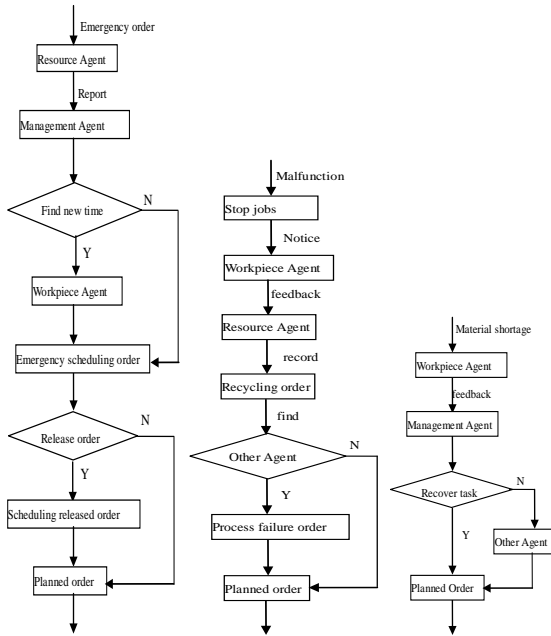 Emergency order
Resource Agent
Report
Management Agent
Find new time
N
Y
Workpiece Agent
Emergency scheduling order
N
Release order
Y
Scheduling released order
Planned order
Malfunction
Stop jobs
Notice
Workpiece Agent
feedback
Resource Agent
record
Recycling order
find
N
Other Agent
Y
Process failure order
Planned order
Material shortage
Workpiece Agent
feedback
Management Agent
N
Recover task
Y
Other Agent
Planned Order